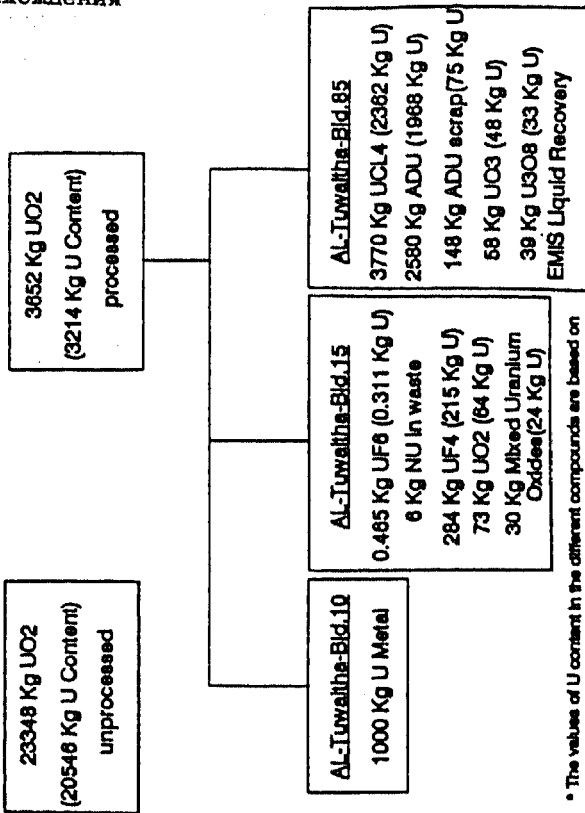 23348 Kg UO2
(20546 Kg U Content)
unprocessed
3652 Kg UO2
(3214 Kg U Content)
processed
AL-Tuwaitha-Bld.10
1000 Kg U Metal
AL-Tuwaitha-Bld.15
0.465 Kg UF6 (0.311 Kg U)
6 Kg NU in waste
284 Kg UF4 (215 Kg U)
73 Kg UO2 (64 Kg U)
30 Kg Mixed Uranium
Oxides(24 Kg U)
AL-Tuwaitha-Bld.85
3770 Kg UCL4 (2362 Kg U)
2580 Kg ADU (1968 Kg U)
148 Kg ADU scrap(75 Kg U)
58 Kg UO3 (48 Kg U)
39 Kg U3O8 (33 Kg U)
EMIS Liquid Recovery
* The values of U content in the different compounds are based on